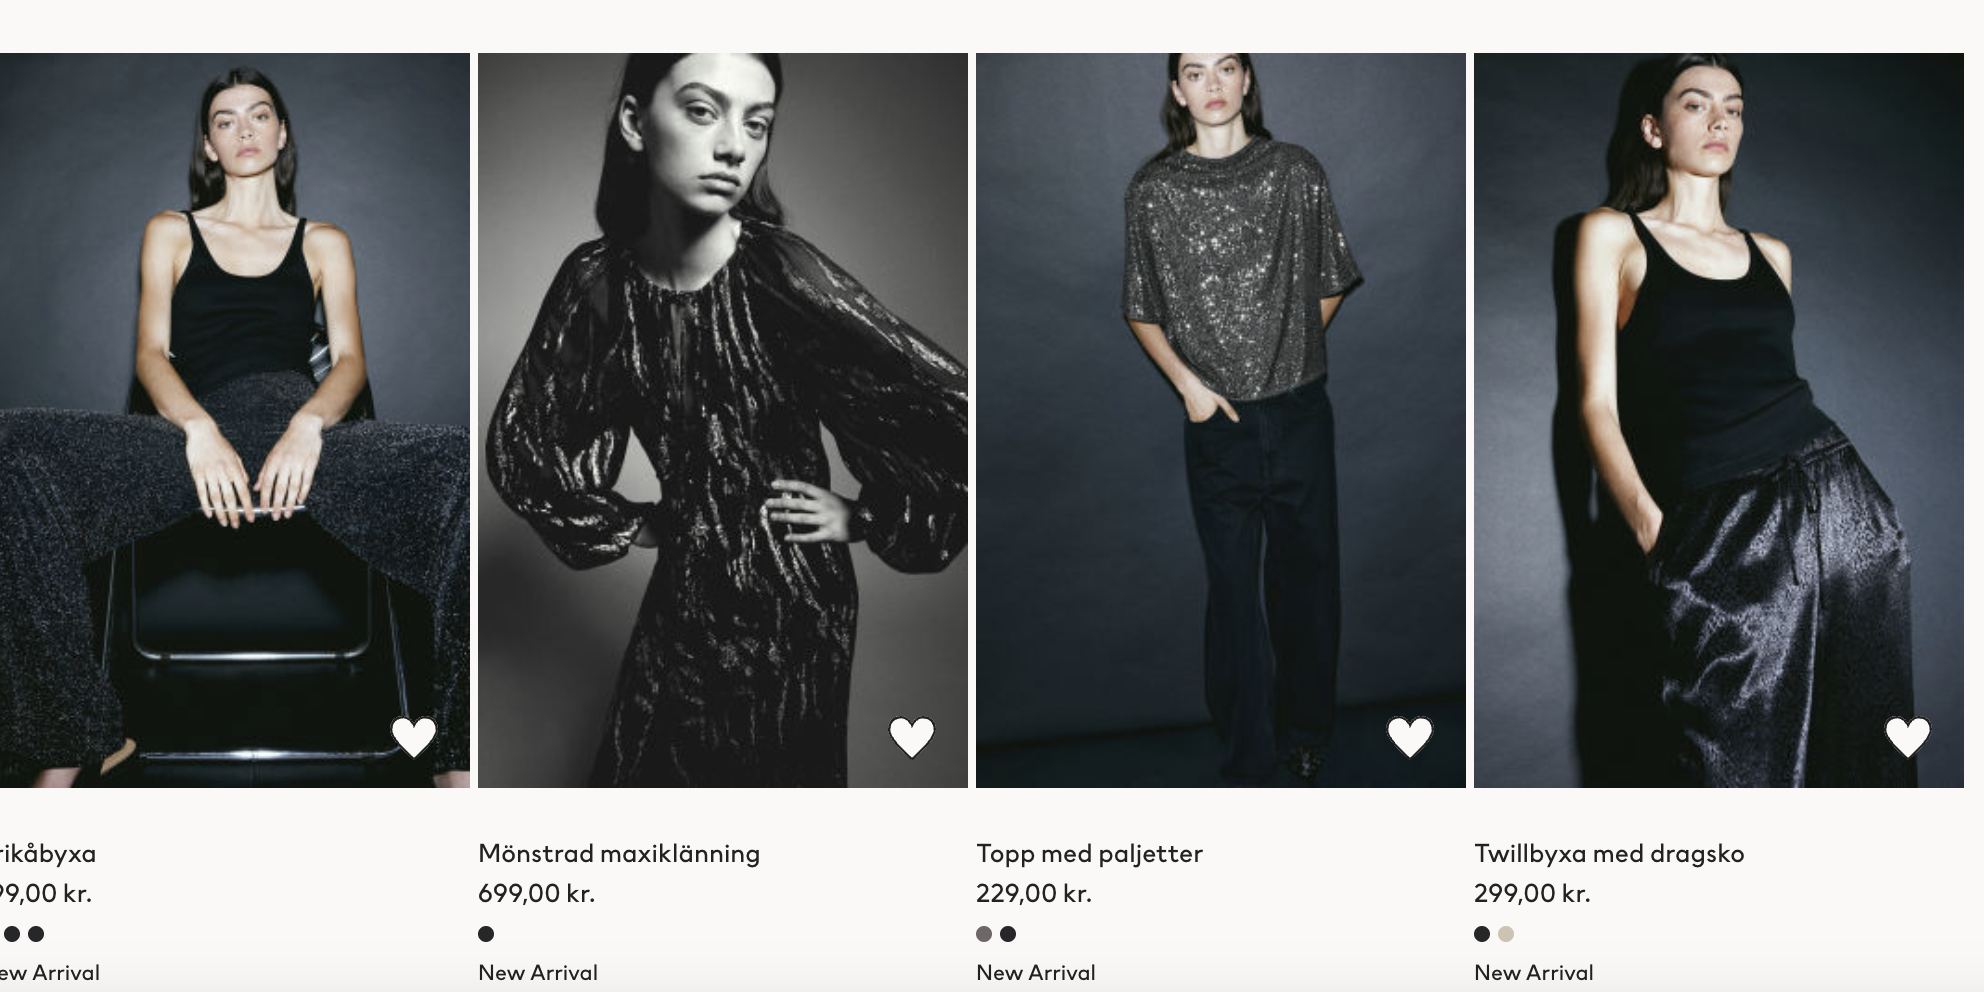 rikåbyxa
99,00 kr.
ew Arrival
Mönstrad maxiklänning
699,00 kr.
New Arrival
Topp med paljetter
229,00 kr.
New Arrival
Twillbyxa med dragsko
299,00 kr.
New Arrival